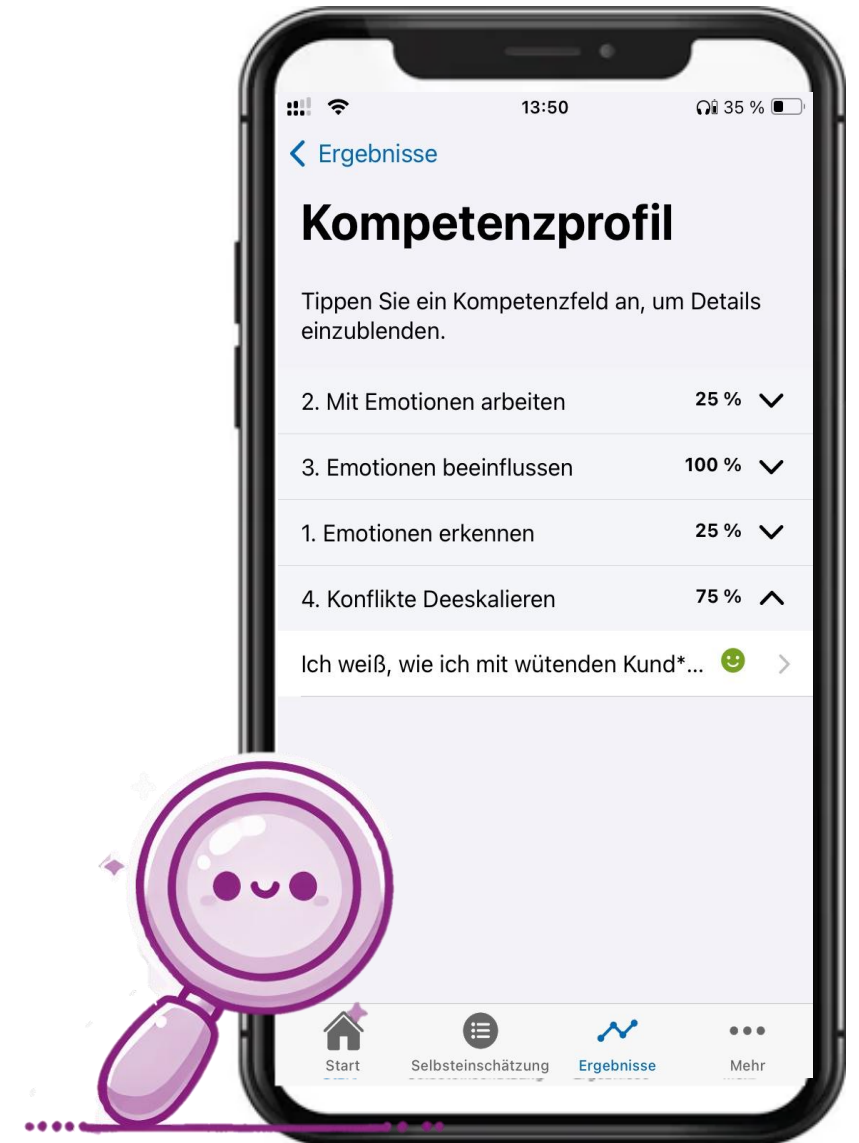 13:50
35 %
Ergebnisse
Kompetenzprofil
Tippen Sie ein Kompetenzfeld an, um Details
einzublenden.
2. Mit Emotionen arbeiten 25 %
3. Emotionen beeinflussen 100 %
1. Emotionen erkennen 25 %
4. Konflikte Deeskalieren 75 %
Ich weiß, wie ich mit wütenden Kund*...
Start Selbsteinschätzung Ergebnisse Mehr